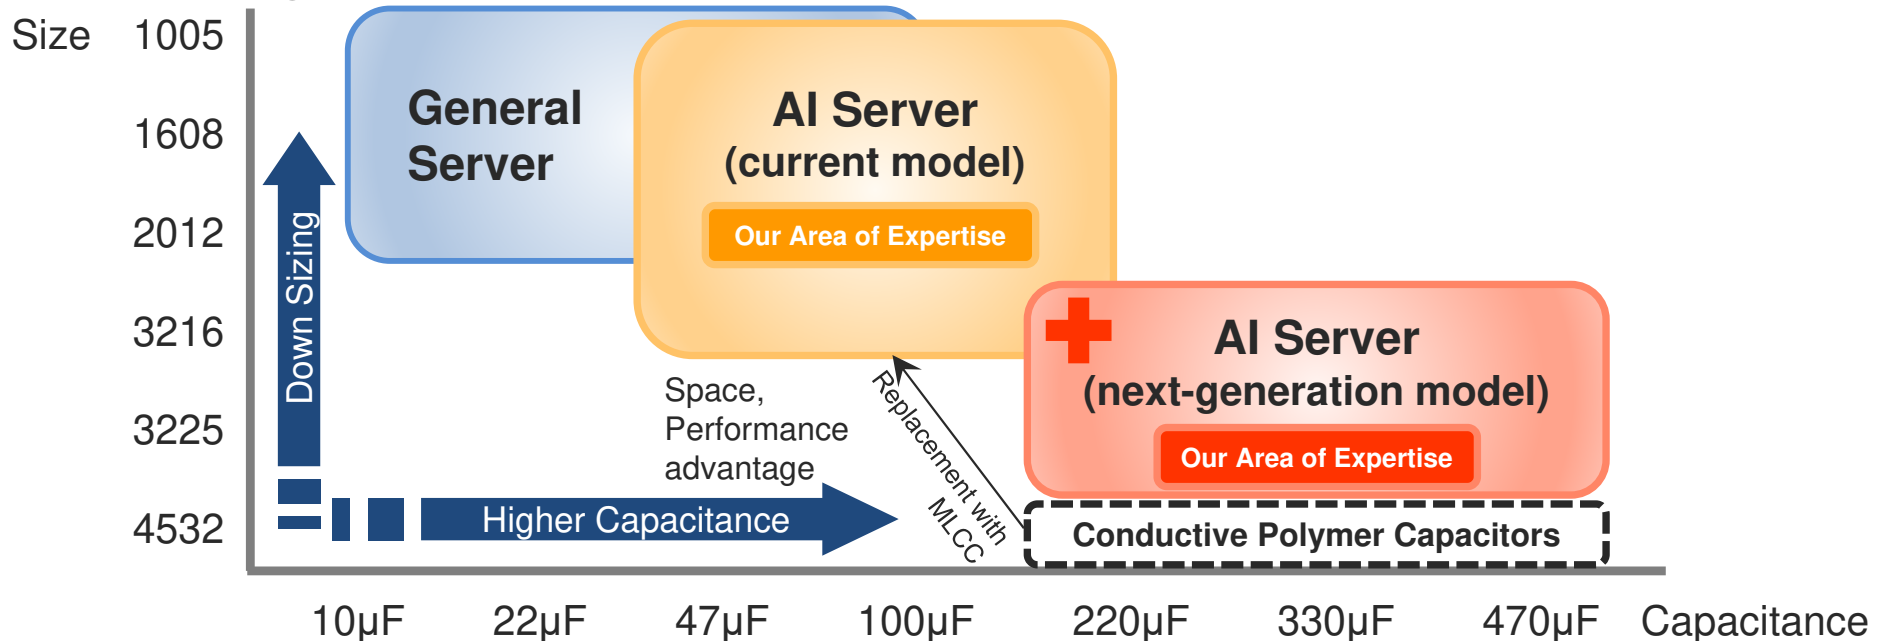 Size
1005
1608
2012
3216
3225
4532
General
Server
AI Server
(current model)
Our Area of Expertise
AI Server
(next-generation model)
Our Area of Expertise
Down Sizing
Space,
Performance
advantage
Replacement with
MLCC
Higher Capacitance
Conductive Polymer Capacitors
10µF
22µF
47µF
100µF
220µF
330µF
470µF
Capacitance